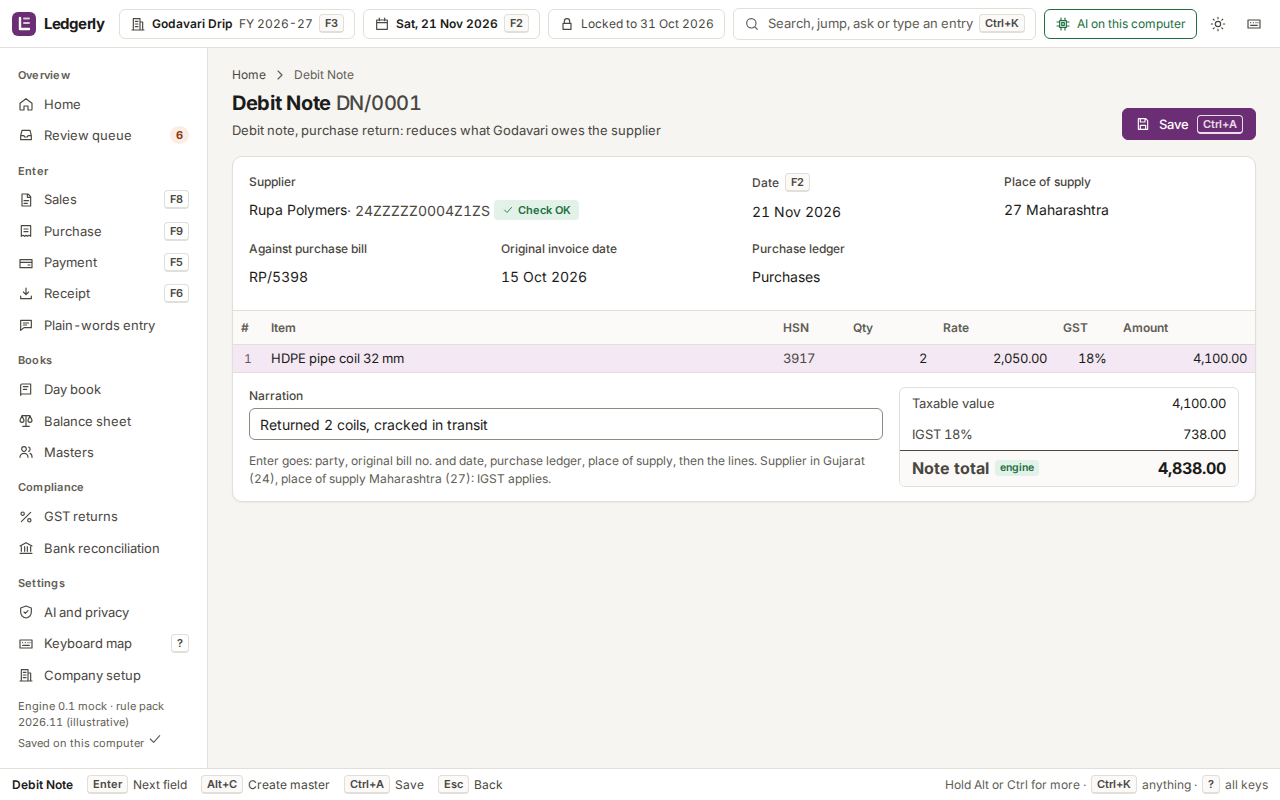 Ledgerly
Godavari Drip FY 2026-27 F3
Sat, 21 Nov 2026 F2
Locked to 31 Oct 2026
Search, jump, ask or type an entry Ctrl+K
AI on this computer
Overview
Home
Review queue 6
Enter
Sales F8
Purchase F9
Payment F5
Receipt F6
Plain-words entry
Books
Day book
Balance sheet
Masters
Compliance
GST returns
Bank reconciliation
Settings
AI and privacy
Keyboard map ?
Company setup
Engine 0.1 mock · rule pack
2026.11 (illustrative)
Saved on this computer
Home Debit Note
Debit Note DN/0001
Debit note, purchase return: reduces what Godavari owes the supplier
Save Ctrl+A
Supplier Date F2 Place of supply
Rupa Polymers· 24ZZZZZ0004Z1ZS Check OK 21 Nov 2026 27 Maharashtra
Against purchase bill Original invoice date Purchase ledger
RP/5398 15 Oct 2026 Purchases
# Item HSN Qty Rate GST Amount
1 HDPE pipe coil 32 mm 3917 2 2,050.00 18% 4,100.00
Narration
Returned 2 coils, cracked in transit
Enter goes: party, original bill no. and date, purchase ledger, place of supply, then the lines. Supplier in Gujarat
(24), place of supply Maharashtra (27): IGST applies.
Taxable value 4,100.00
IGST 18% 738.00
Note total engine 4,838.00
Debit Note Enter Next field Alt+C Create master Ctrl+A Save Esc Back
Hold Alt or Ctrl for more · Ctrl+K anything · ? all keys